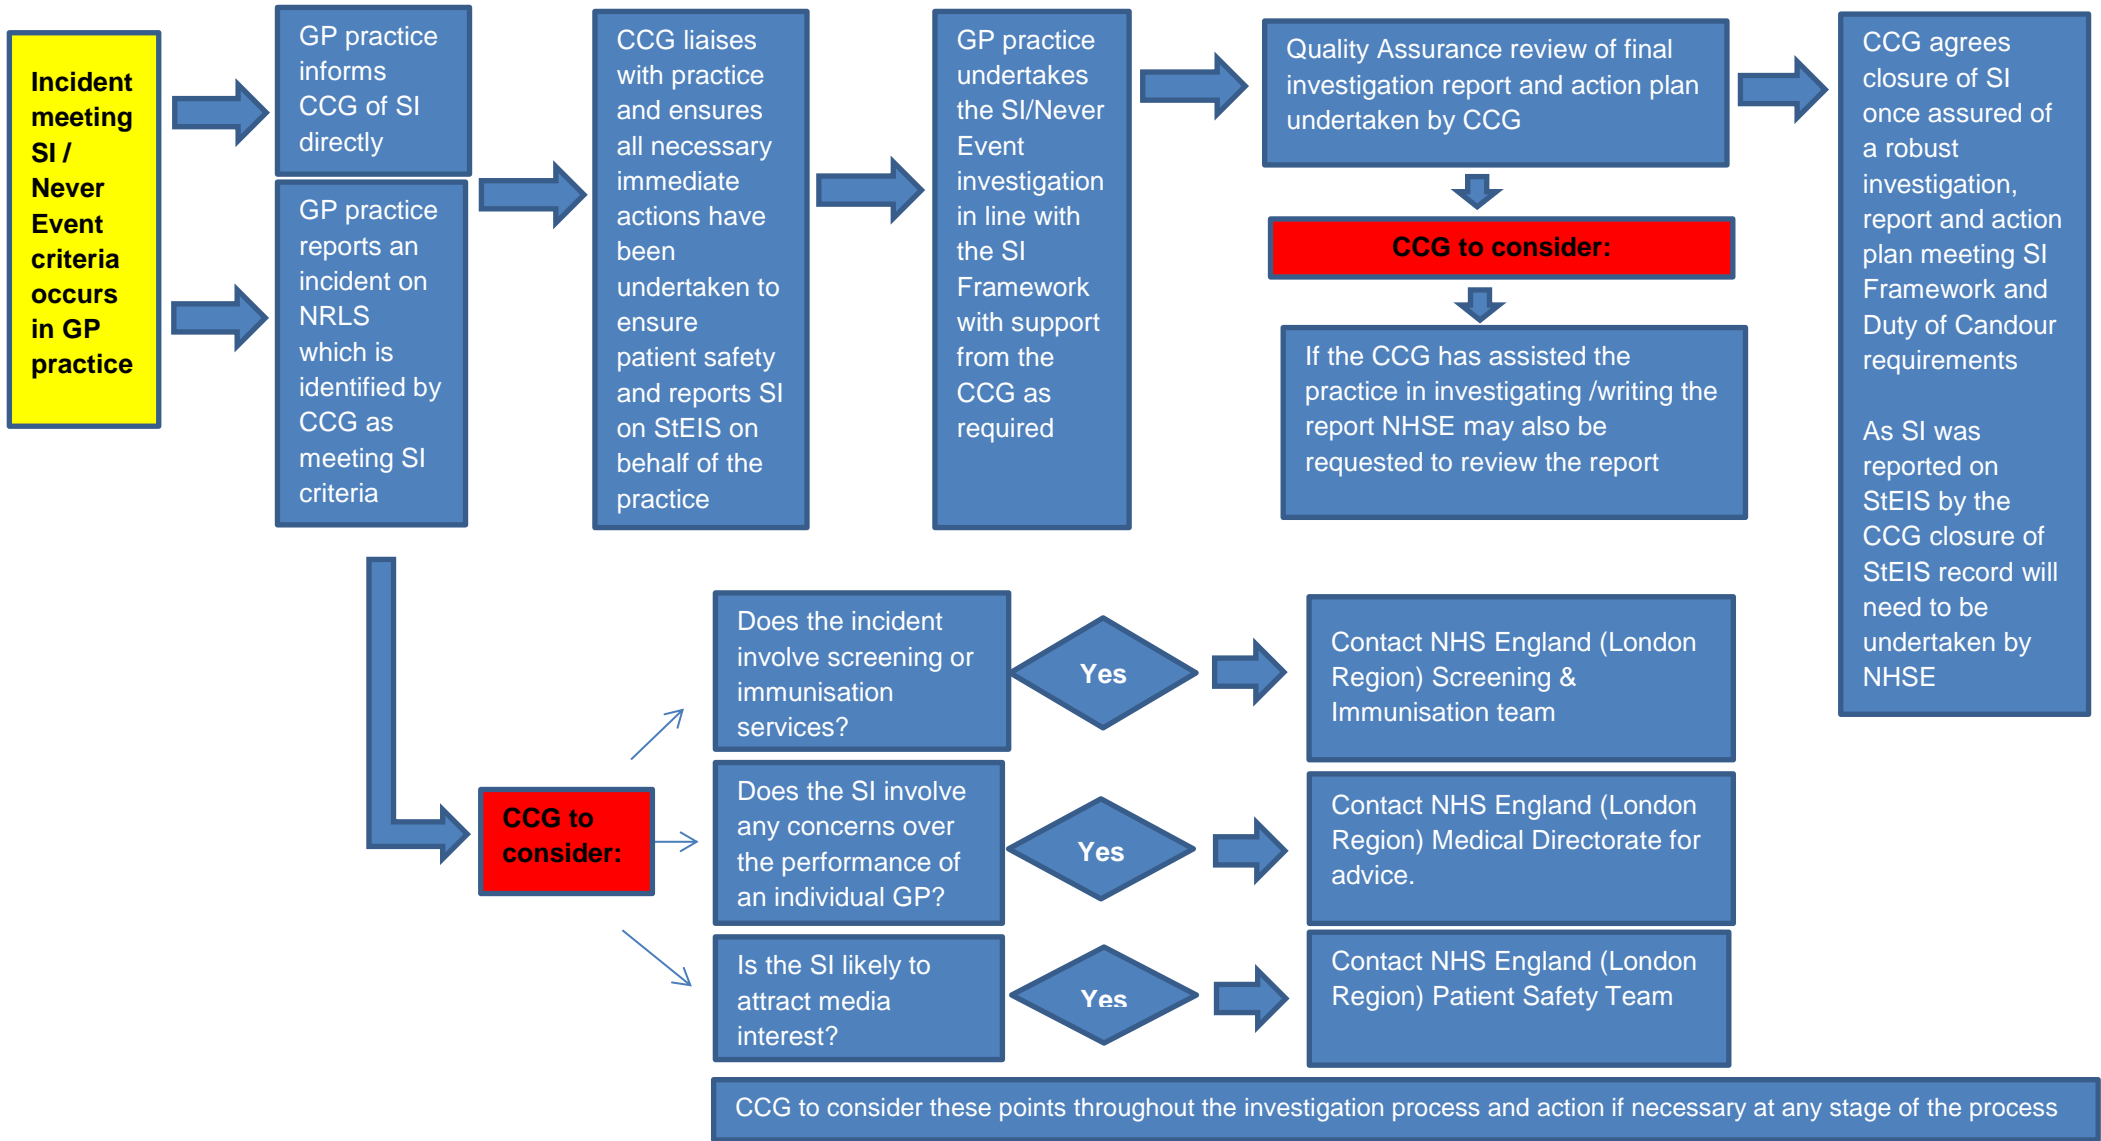 Incident
meeting
SI /
Never
Event
criteria
occurs
in GP
practice
GP practice
informs
CCG of SI
directly
GP practice
reports an
incident on
NRLS
which is
identified by
CCG as
meeting SI
criteria
CCG liaises
with practice
and ensures
all necessary
immediate
actions have
been
undertaken to
ensure
patient safety
and reports SI
on StEIS on
behalf of the
practice
GP practice
undertakes
the SI/Never
Event
investigation
in line with
the SI
Framework
with support
from the
CCG as
required
Quality Assurance review of final
investigation report and action plan
undertaken by CCG
CCG to consider:
If the CCG has assisted the
practice in investigating /writing the
report NHSE may also be
requested to review the report
CCG agrees
closure of SI
once assured of
a robust
investigation,
report and action
plan meeting SI
Framework and
Duty of Candour
requirements
As SI was
reported on
StEIS by the
CCG closure of
StEIS record will
need to be
undertaken by
NHSE
CCG to
consider:
Does the incident
involve screening or
immunisation
services?
Yes
Contact NHS England (London
Region) Screening &
Immunisation team
Does the SI involve
any concerns over
the performance of
an individual GP?
Yes
Contact NHS England (London
Region) Medical Directorate for
advice.
Is the SI likely to
attract media
interest?
Yes
Contact NHS England (London
Region) Patient Safety Team
CCG to consider these points throughout the investigation process and action if necessary at any stage of the process